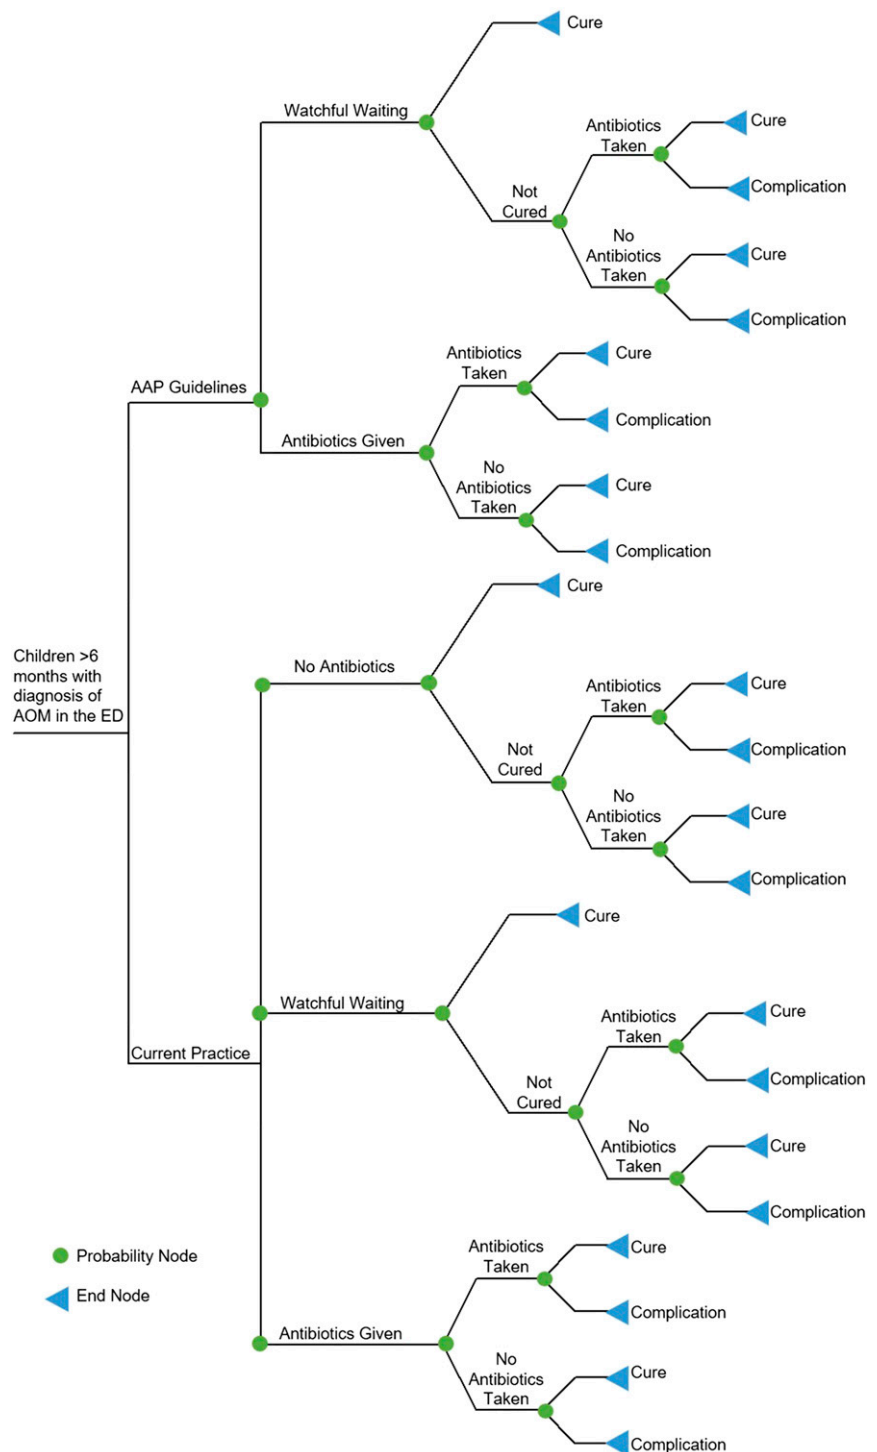 Cure
Watchful Waiting
Antibiotics
Taken
Cure
Complication
Not
Cured
No
Antibiotics
Taken
Cure
Complication
AAP Guidelines
Antibiotics
Taken
Cure
Complication
Antibiotics Given
No
Antibiotics
Taken
Cure
Complication
Children >6
months with
diagnosis of
AOM in the ED
Cure
No Antibiotics
Antibiotics
Taken
Cure
Complication
Not
Cured
No
Antibiotics
Taken
Cure
Complication
Cure
Watchful Waiting
Current Practice
Antibiotics
Taken
Cure
Complication
Not
Cured
No
Antibiotics
Taken
Cure
Complication
Antibiotics
Taken
Cure
Complication
Antibiotics Given
No
Antibiotics
Taken
Cure
Complication
Probability Node
End Node